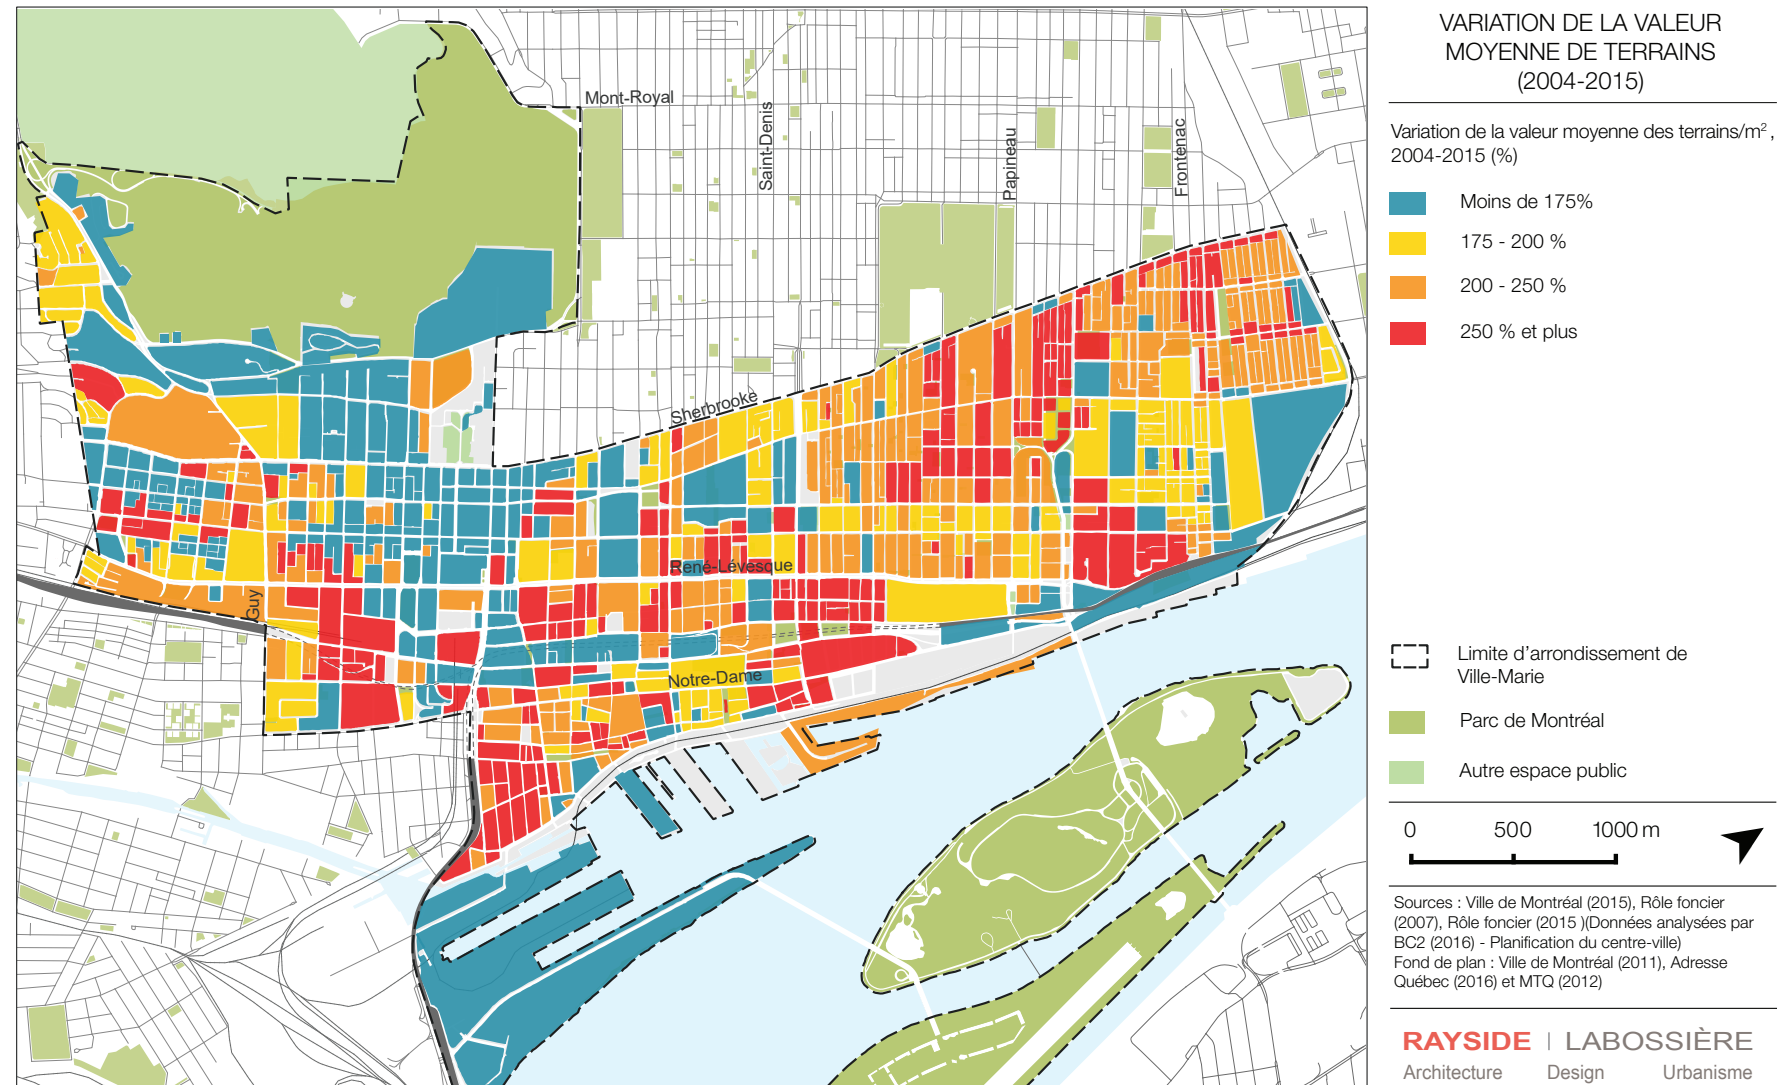 VARIATION DE LA VALEUR
MOYENNE DE TERRAINS
(2004-2015)
Variation de la valeur moyenne des terrains/m²,
2004-2015 (%)
Moins de 175%
175 - 200 %
200 - 250 %
250 % et plus
Limite d'arrondissement de
Ville-Marie
Parc de Montréal
Autre espace public
0 500 1000 m
Sources : Ville de Montréal (2015), Rôle foncier
(2007), Rôle foncier (2015 )(Données analysées par
BC2 (2016) - Planification du centre-ville)
Fond de plan : Ville de Montréal (2011), Adresse
Québec (2016) et MTQ (2012)
RAYSIDE | LABOSSIÈRE
Architecture Design Urbanisme
Mont-Royal
Saint-Denis
Papineau
Frontenac
Sherbrooke
René-Lévesque
Guy
Notre-Dame